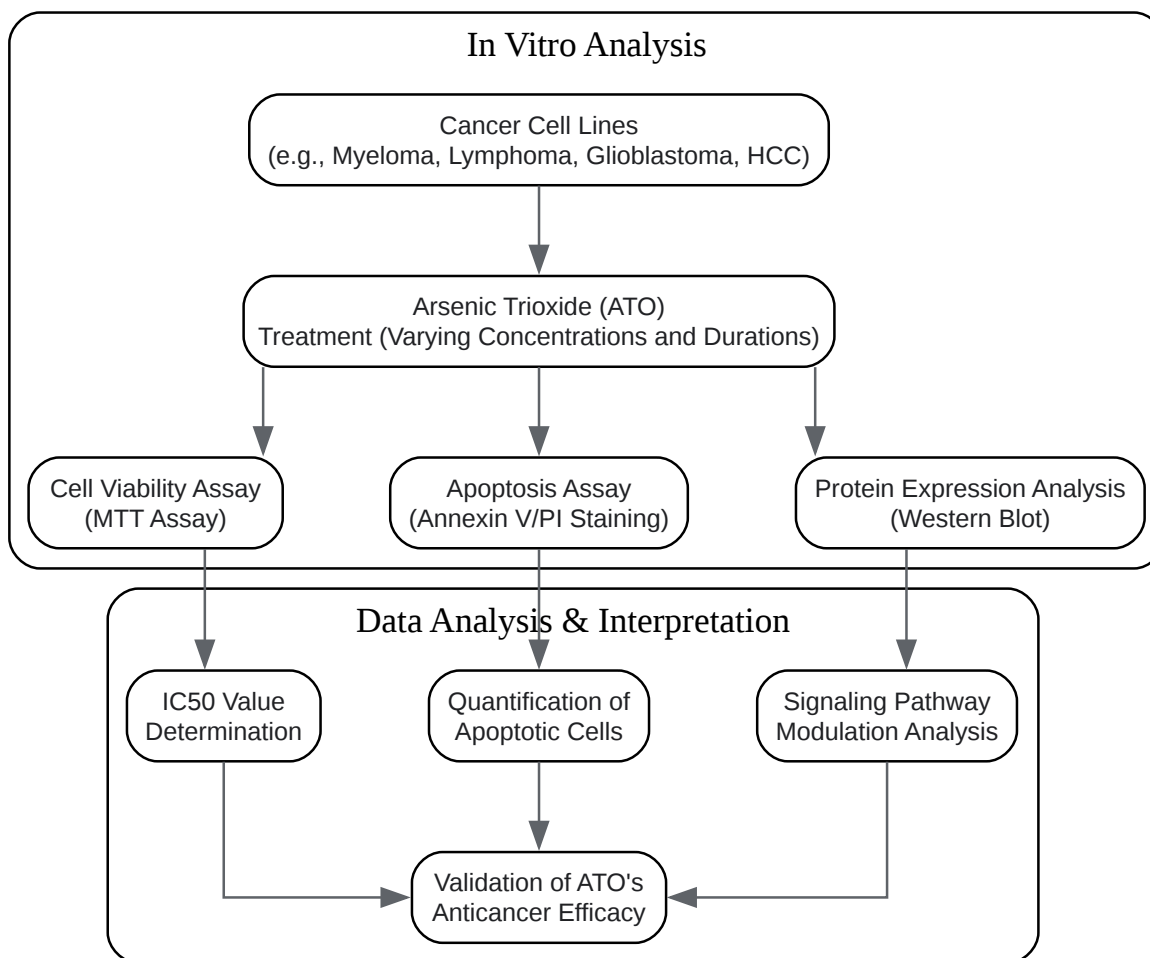 In Vitro Analysis
Cancer Cell Lines
(e.g., Myeloma, Lymphoma, Glioblastoma, HCC)
Arsenic Trioxide (ATO)
Treatment (Varying Concentrations and Durations)
Cell Viability Assay
(MTT Assay)
Apoptosis Assay
(Annexin V/PI Staining)
Protein Expression Analysis
(Western Blot)
Data Analysis & Interpretation
IC50 Value
Determination
Quantification of
Apoptotic Cells
Signaling Pathway
Modulation Analysis
Validation of ATO's
Anticancer Efficacy